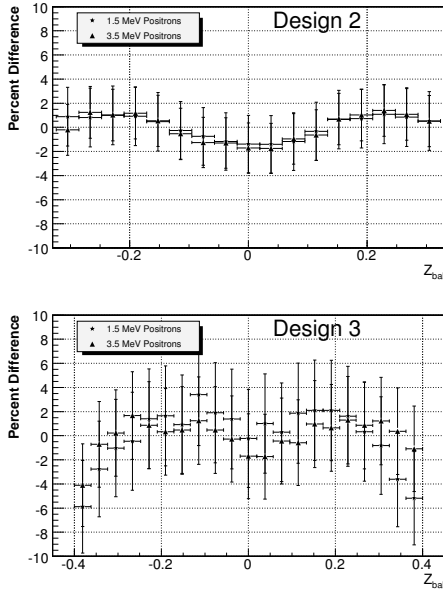 Design 2
1.5 MeV Positrons
3.5 MeV Positrons
Percent Difference
10
8
6
4
2
0
-2
-4
-6
-8
-10
-0.2 0 0.2
Z_bal
Design 3
1.5 MeV Positrons
3.5 MeV Positrons
Percent Difference
10
8
6
4
2
0
-2
-4
-6
-8
-10
-0.4 -0.2 0 0.2 0.4
Z_bal